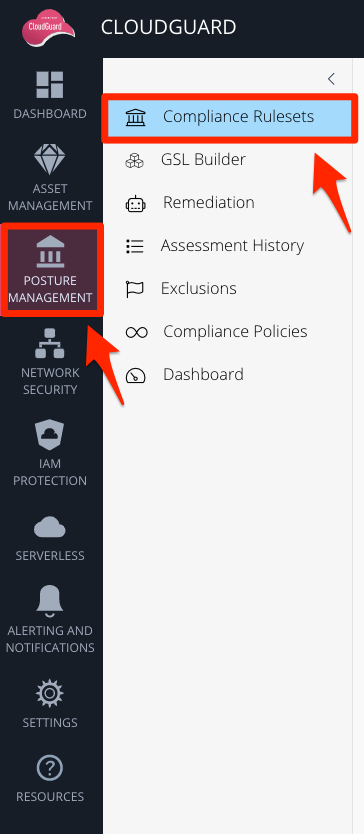 CloudGuard
CLOUDGUARD
DASHBOARD
ASSET
MANAGEMENT
POSTURE
MANAGEMENT
NETWORK
SECURITY
IAM
PROTECTION
SERVERLESS
ALERTING AND
NOTIFICATIONS
SETTINGS
RESOURCES
Compliance Rulesets
GSL Builder
Remediation
Assessment History
Exclusions
Compliance Policies
Dashboard